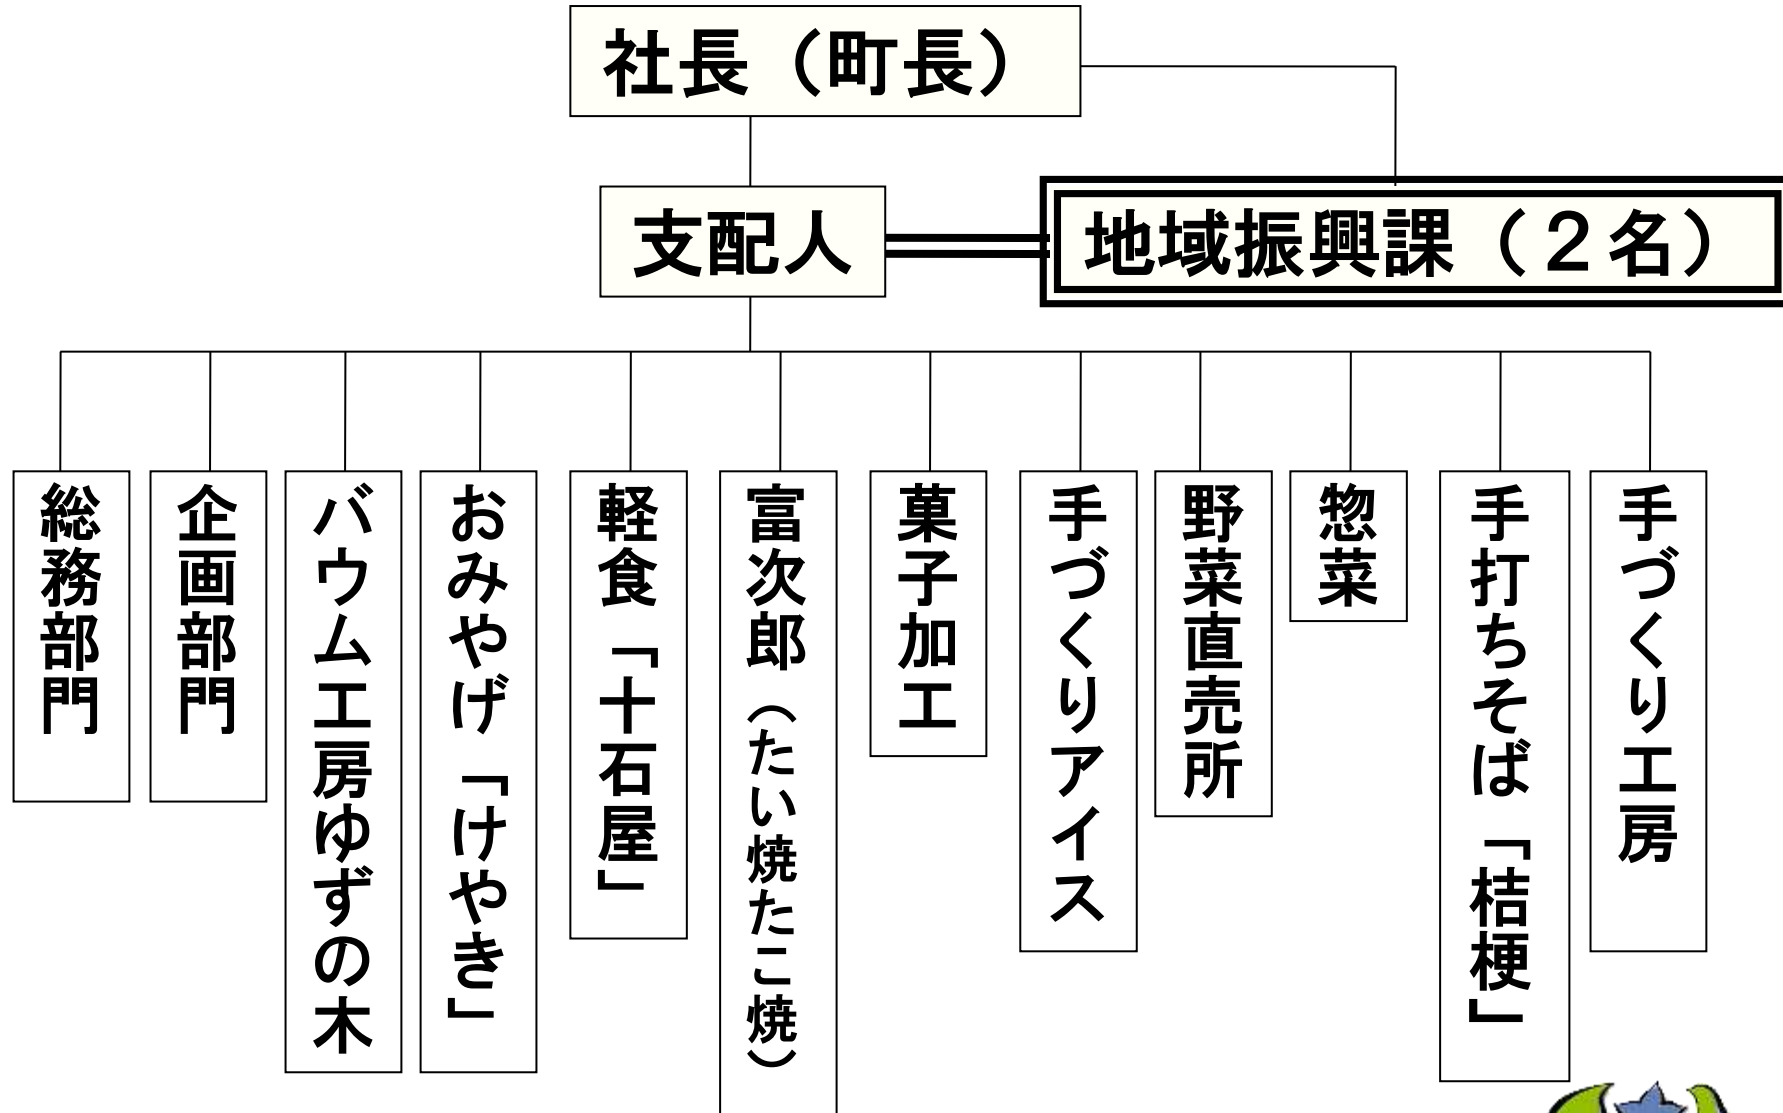 社長（町長）
支配人
地域振興課（２名）
総務部門
企画部門
バウム工房ゆずの木
おみやげ「けやき」
軽食「十石屋」
富次郎（たい焼たこ焼）
菓子加工
手づくりアイス
野菜直売所
惣菜
手打ちそば「桔梗」
手づくり工房